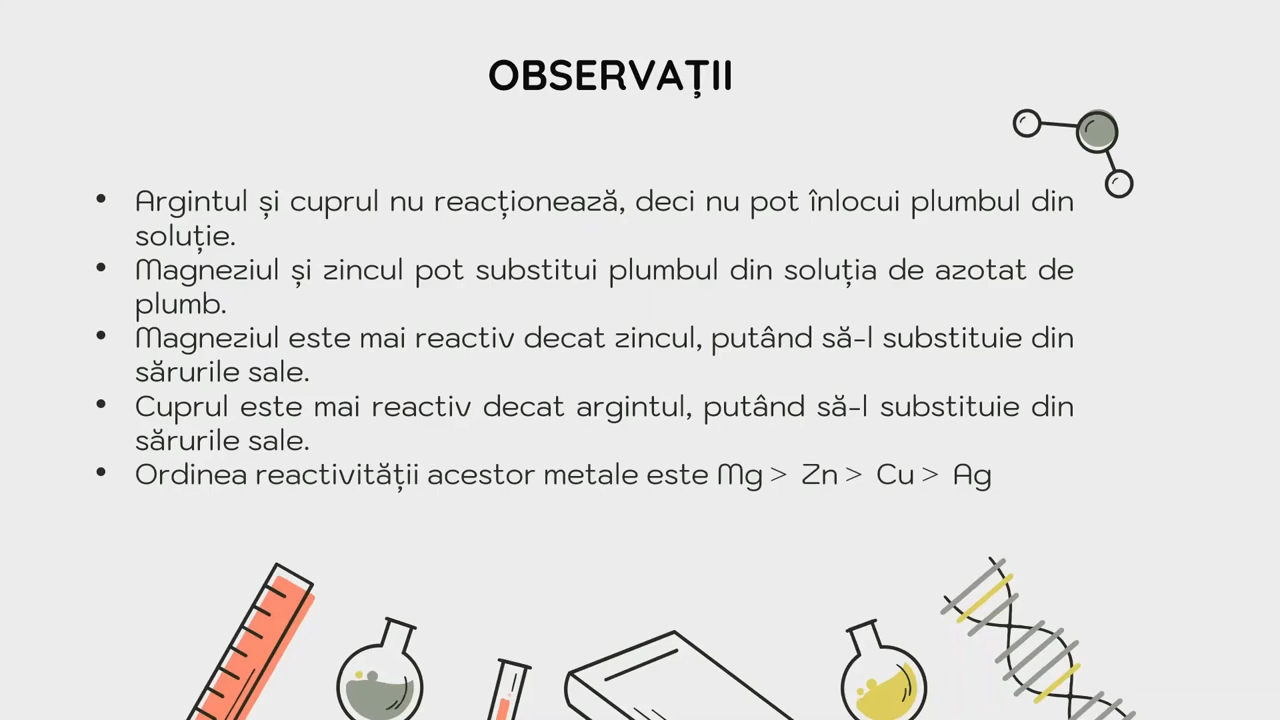 OBSERVAȚII
• Argintul și cuprul nu reacționează, deci nu pot înlocui plumbul din
soluție.
• Magneziul și zincul pot substitui plumbul din soluția de azotat de
plumb.
• Magneziul este mai reactiv decat zincul, putând să-l substituie din
sărurile sale.
• Cuprul este mai reactiv decat argintul, putând să-l substituie din
sărurile sale.
• Ordinea reactivității acestor metale este Mg > Zn > Cu > Ag